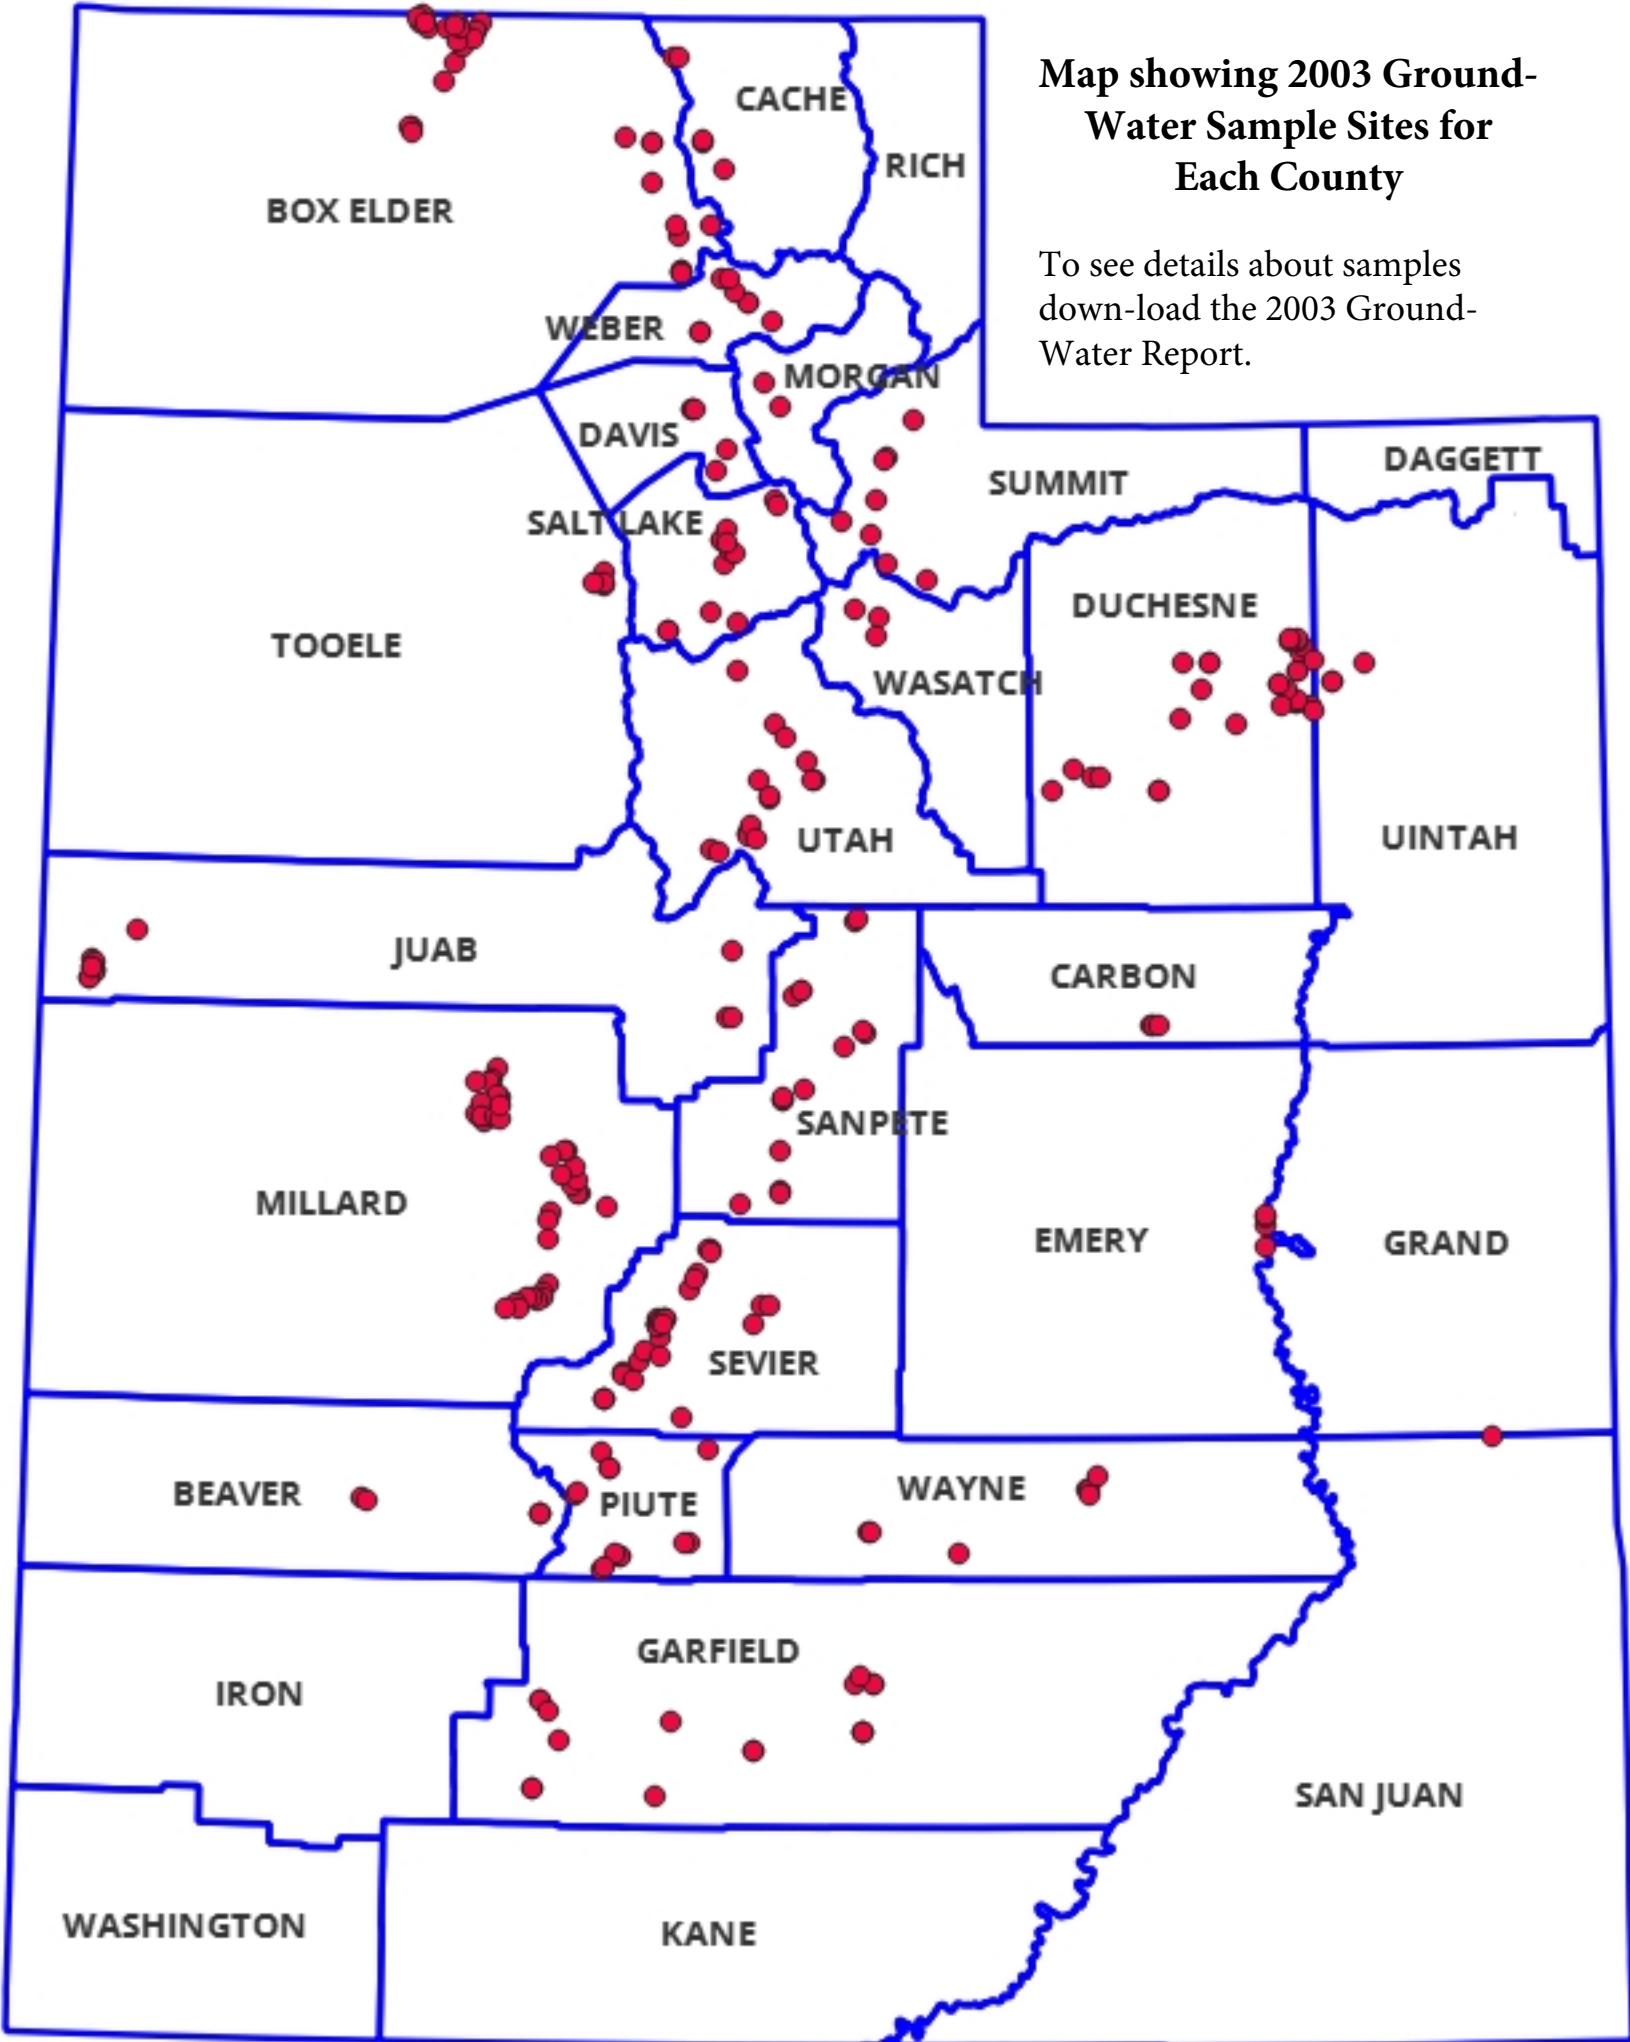 Map showing 2003 Ground-
Water Sample Sites for
Each County
To see details about samples
down-load the 2003 Ground-
Water Report.
CACHE
RICH
BOX ELDER
WEBER
MORGAN
DAVIS
DAGGETT
SUMMIT
SALT LAKE
DUCHESNE
TOOELE
WASATCH
UTAH
UINTAH
JUAB
CARBON
SANPETE
MILLARD
EMERY
GRAND
SEVIER
BEAVER
PIUTE
WAYNE
GARFIELD
IRON
SAN JUAN
WASHINGTON
KANE